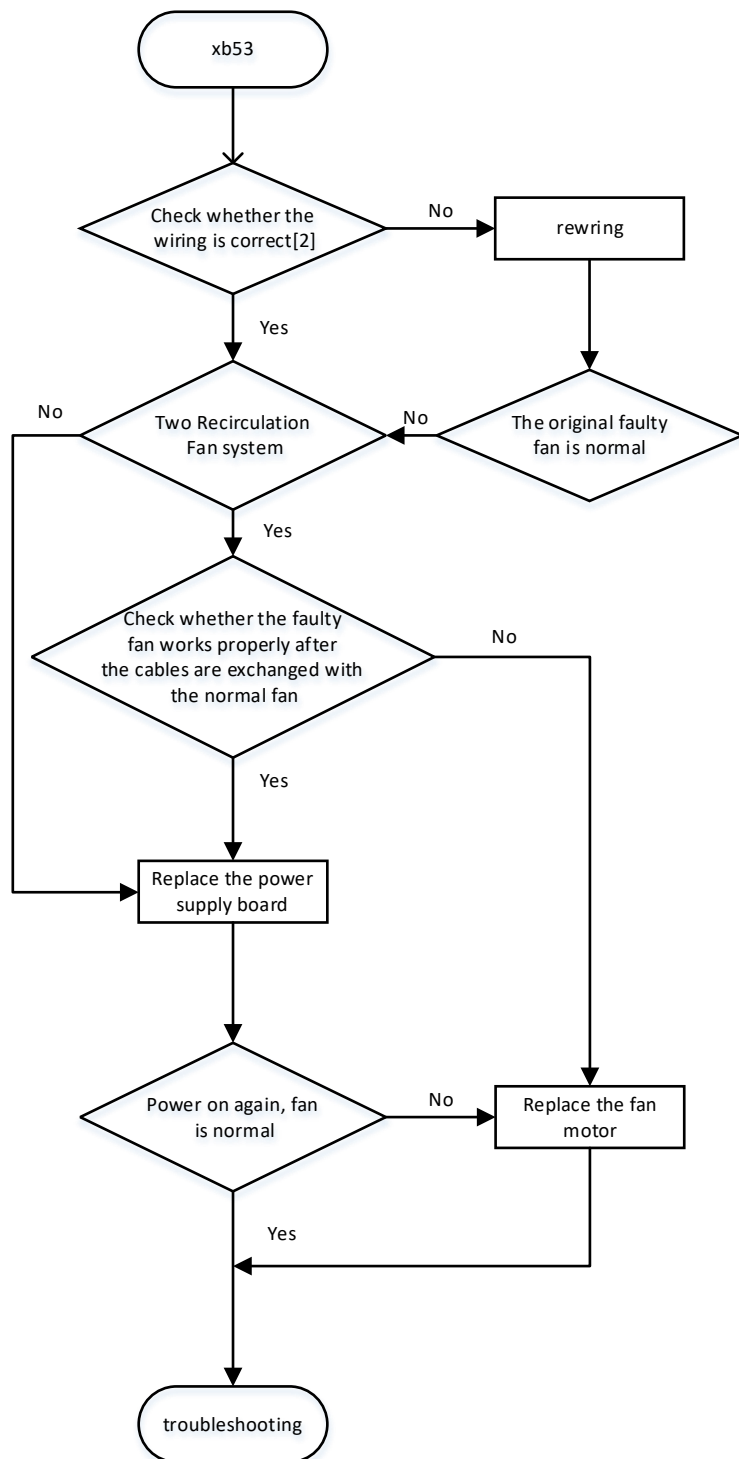 xb53
Check whether the
wiring is correct[2]
No
rewring
Yes
No
Two Recirculation
Fan system
No
The original faulty
fan is normal
Yes
Check whether the faulty
fan works properly after
the cables are exchanged with
the normal fan
No
Yes
Replace the power
supply board
Power on again, fan
is normal
No
Replace the fan
motor
Yes
troubleshooting